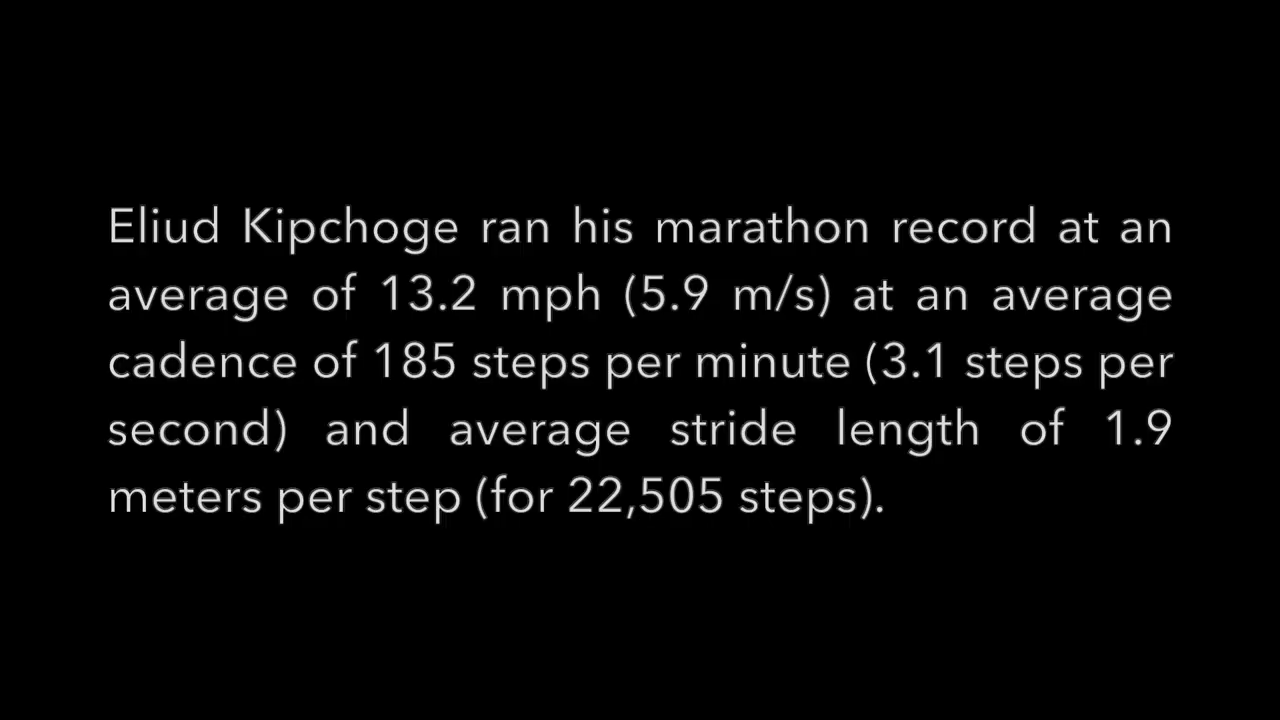 Eliud Kipchoge ran his marathon record at an
average of 13.2 mph (5.9 m/s) at an average
cadence of 185 steps per minute (3.1 steps per
second) and average stride length of 1.9
meters per step (for 22,505 steps).